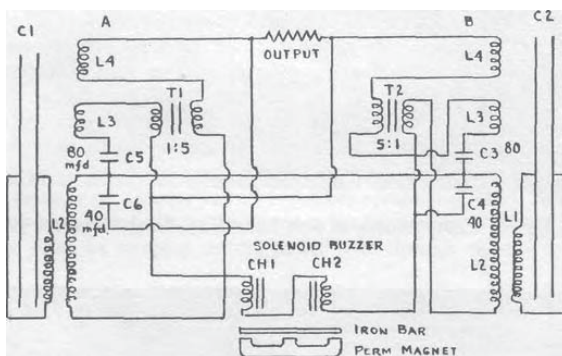 C1
A
B
C2
OUTPUT
L4
L4
T1
T2
L3
L3
1:5
5:1
80
mfd
C5
C3
80
C6
C4
40
mfd
40
L2
L1
L2
SOLENOID BUZZER
CH1
CH2
IRON BAR
PERM MAGNET